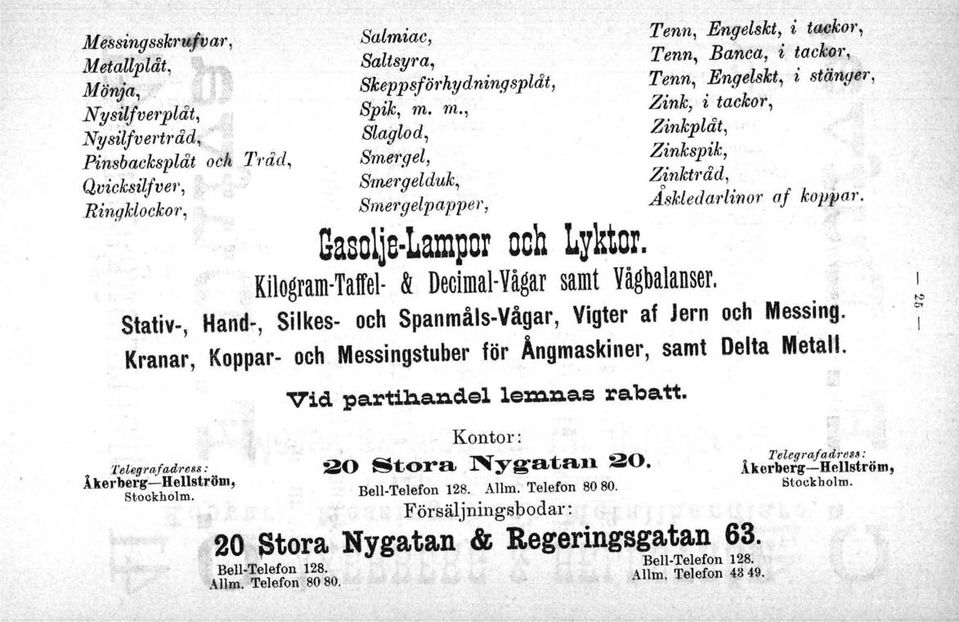 Messingsskrufvar,
Metallplåt,
Mönja,
Nysilfverplåt,
Nysilfvertråd,
Pinsbacksplåt och Tråd,
Qvicksilfver,
Ringklockor,
Salmiac,
Saltsyra,
Skeppsförhydningsplåt,
Spik, m. m.,
Slaglod,
Smergel,
Smergelduk,
Smergelpapper,
Tenn, Engelskt, i tackor,
Tenn, Banca, i tackor,
Tenn, Engelskt, i stänger,
Zink, i tackor,
Zinkplåt,
Zinkspik,
Zinktråd,
Åskledarlinor af koppar.
Gasolje-Lampor och Lyktor.
Kilogram-Taffel- & Decimal-Vågar samt Vågbalanser.
Stativ-, Hand-, Silkes- och Spanmåls-Vågar, Vigter af Jern och Messing.
Kranar, Koppar- och Messingstuber för Ångmaskiner, samt Delta Metall.
Vid partihandel lemnas rabatt.
Kontor:
20 Stora Nygatan 20.
Bell-Telefon 128. Allm. Telefon 80 80.
Telegrafadress:
Åkerberg—Hellström,
Stockholm.
Telegrafadress:
Åkerberg—Hellström,
Stockholm.
Försäljningsbodar:
20 Stora Nygatan & Regeringsgatan 63.
Bell-Telefon 128.
Allm. Telefon 80 80.
Bell-Telefon 128.
Allm. Telefon 43 49.
— 25 —